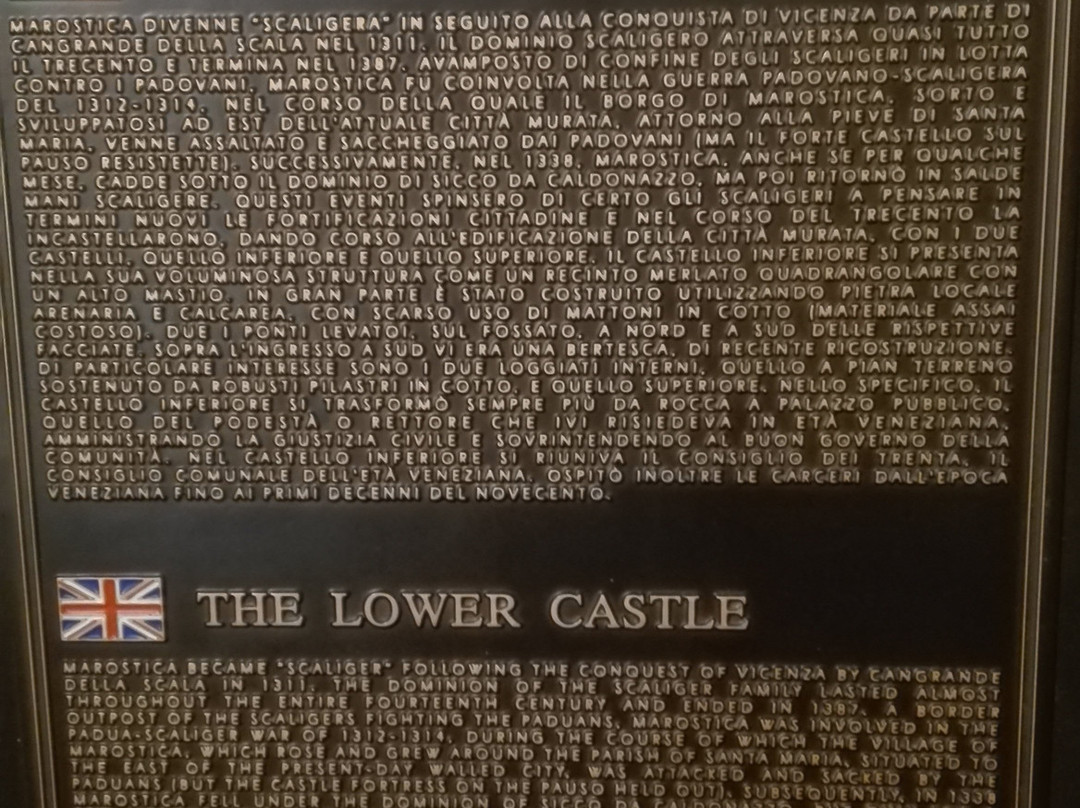 MAROSTICA DIVENNE "SCALIGERA" IN SEGUITO ALLA CONQUISTA DI VICENZA DA PARTE DI
CANGRANDE DELLA SCALA NEL 1311. IL DOMINIO SCALIGERO ATTRAVERSA QUASI TUTTO
IL TRECENTO E TERMINA NEL 1387. AVAMPOSTO DI CONFINE DEGLI SCALIGERI IN LOTTA
CONTRO I PADOVANI, MAROSTICA FU COINVOLTA NELLA GUERRA PADOVANO-SCALIGERA
DEL 1312-1314, NEL CORSO DELLA QUALE IL BORGO DI MAROSTICA, SORTO E
SVILUPPATOSI AD EST DELL'ATTUALE CITTÀ MURATA, ATTORNO ALLA PIEVE DI SANTA
MARIA, VENNE ASSALTATO E SACCHEGGIATO DAI PADOVANI (MA IL FORTE CASTELLO SUL
PAUSO RESISTETTE). SUCCESSIVAMENTE, NEL 1338, MAROSTICA, ANCHE SE PER QUALCHE
MESE, CADDE SOTTO IL DOMINIO DI SICCO DA CALDONAZZO, MA POI RITORNÒ IN SALDE
MANI SCALIGERE. QUESTI EVENTI SPINSERO DI CERTO GLI SCALIGERI A PENSARE IN
TERMINI NUOVI LE FORTIFICAZIONI CITTADINE E NEL CORSO DEL TRECENTO LA
INCASTELLARONO, DANDO CORSO ALL'EDIFICAZIONE DELLA CITTÀ MURATA, CON I DUE
CASTELLI, QUELLO INFERIORE E QUELLO SUPERIORE. IL CASTELLO INFERIORE SI PRESENTA
NELLA SUA VOLUMINOSA STRUTTURA COME UN RECINTO MERLATO QUADRANGOLARE CON
UN ALTO MASTIO. IN GRAN PARTE È STATO COSTRUITO UTILIZZANDO PIETRA LOCALE
ARENARIA E CALCAREA, CON SCARSO USO DI MATTONI IN COTTO (MATERIALE ASSAI
COSTOSO). DUE I PONTI LEVATOI, SUL FOSSATO, A NORD E A SUD DELLE RISPETTIVE
FACCIATE. SOPRA L'INGRESSO A SUD VI ERA UNA BERTESCA, DI RECENTE RICOSTRUZIONE.
DI PARTICOLARE INTERESSE SONO I DUE LOGGIATI INTERNI, QUELLO A PIAN TERRENO
SOSTENUTO DA ROBUSTI PILASTRI IN COTTO, E QUELLO SUPERIORE. NELLO SPECIFICO, IL
CASTELLO INFERIORE SI TRASFORMÒ SEMPRE PIÙ DA ROCCA A PALAZZO PUBBLICO,
QUELLO DEL PODESTÀ O RETTORE CHE IVI RISIEDEVA IN ETÀ VENEZIANA,
AMMINISTRANDO LA GIUSTIZIA CIVILE E SOVRINTENDENDO AL BUON GOVERNO DELLA
COMUNITÀ. NEL CASTELLO INFERIORE SI RIUNIVA IL CONSIGLIO DEI TRENTA, IL
CONSIGLIO COMUNALE DELL'ETÀ VENEZIANA. OSPITÒ INOLTRE LE CARCERI DALL'EPOCA
VENEZIANA FINO AI PRIMI DECENNI DEL NOVECENTO.
THE LOWER CASTLE
MAROSTICA BECAME "SCALIGER" FOLLOWING THE CONQUEST OF VICENZA BY CANGRANDE
DELLA SCALA IN 1311. THE DOMINION OF THE SCALIGER FAMILY LASTED ALMOST
THROUGHOUT THE ENTIRE FOURTEENTH CENTURY AND ENDED IN 1387. A BORDER
OUTPOST OF THE SCALIGERS FIGHTING THE PADUANS, MAROSTICA WAS INVOLVED IN THE
PADUA-SCALIGER WAR OF 1312-1314, DURING THE COURSE OF WHICH THE VILLAGE OF
MAROSTICA, WHICH ROSE AND GREW AROUND THE PARISH OF SANTA MARIA, SITUATED TO
THE EAST OF THE PRESENT-DAY WALLED CITY, WAS ATTACKED AND SACKED BY THE
PADUANS (BUT THE CASTLE FORTRESS ON THE PAUSO HELD OUT). SUBSEQUENTLY, IN 1338
MAROSTICA FELL UNDER THE DOMINION OF SICCO DA